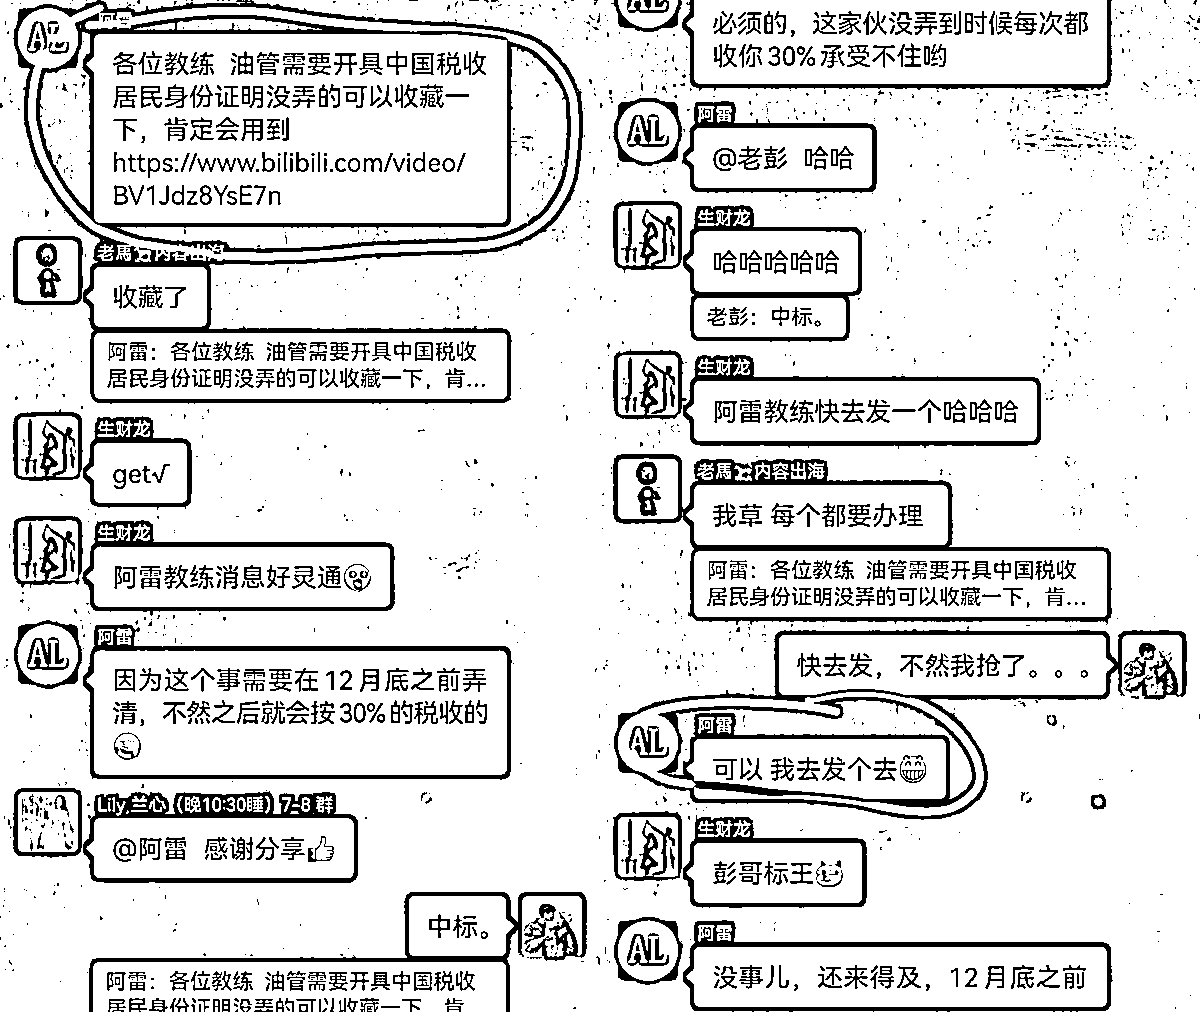 AL
阿雷
各位教练 油管需要开具中国税收
居民身份证明没弄的可以收藏一
下，肯定会用到
https://www.bilibili.com/video/
BV1Jdz8YsE7n
老馬 内容出海
收藏了
阿雷：各位教练 油管需要开具中国税收
居民身份证明没弄的可以收藏一下，肯...
生财龙
get√
生财龙
阿雷教练消息好灵通
AL
阿雷
因为这个事需要在12月底之前弄
清，不然之后就会按30%的税收的
Lily.兰心（晚10:30睡）7-8 群
@阿雷 感谢分享
中标。
阿雷：各位教练 油管需要开具中国税收
居民身份证明没弄的可以收藏一下，肯
AL
必须的，这家伙没弄到时候每次都
收你30%承受不住哟
AL
阿雷
@老彭 哈哈
生财龙
哈哈哈哈哈
老彭：中标。
生财龙
阿雷教练快去发一个哈哈哈
老馬 内容出海
我草 每个都要办理
阿雷：各位教练 油管需要开具中国税收
居民身份证明没弄的可以收藏一下，肯...
快去发，不然我抢了。。。
AL
阿雷
可以 我去发个去
生财龙
彭哥标王
AL
阿雷
没事儿，还来得及，12月底之前